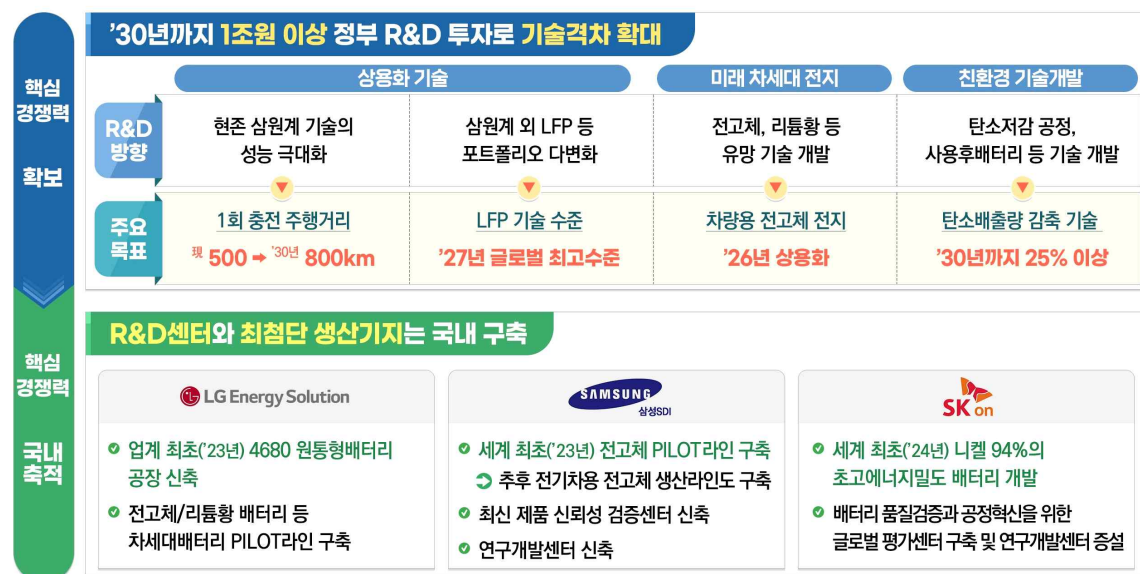 핵심
경쟁력
확보
’30년까지 1조원 이상 정부 R&D 투자로 기술격차 확대
상용화 기술
미래 차세대 전지
친환경 기술개발
R&D
방향
현존 삼원계 기술의
성능 극대화
삼원계 외 LFP 등
포트폴리오 다변화
전고체, 리튬황 등
유망 기술 개발
탄소저감 공정,
사용후배터리 등 기술 개발
주요
목표
1회 충전 주행거리
現 500 ➡ ’30년 800km
LFP 기술 수준
’27년 글로벌 최고수준
차량용 전고체 전지
’26년 상용화
탄소배출량 감축 기술
’30년까지 25% 이상
핵심
경쟁력
국내
축적
R&D센터와 최첨단 생산기지는 국내 구축
LG Energy Solution
업계 최초(’23년) 4680 원통형배터리
공장 신축
전고체/리튬황 배터리 등
차세대배터리 PILOT라인 구축
SAMSUNG
삼성SDI
세계 최초(’23년) 전고체 PILOT라인 구축
추후 전기차용 전고체 생산라인도 구축
최신 제품 신뢰성 검증센터 신축
연구개발센터 신축
SK on
세계 최초(’24년) 니켈 94%의
초고에너지밀도 배터리 개발
배터리 품질검증과 공정혁신을 위한
글로벌 평가센터 구축 및 연구개발센터 증설